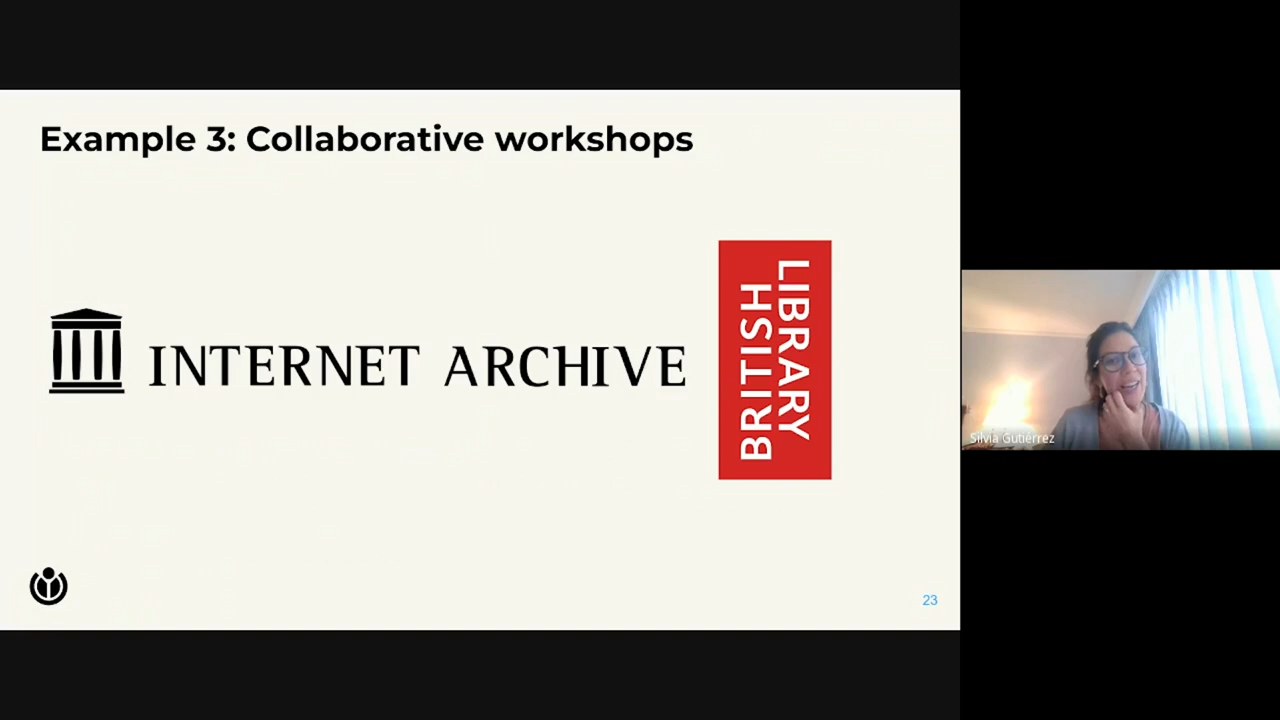 Example 3: Collaborative workshops
INTERNET ARCHIVE
BRITISH
LIBRARY
Silvia Gutiérrez
23